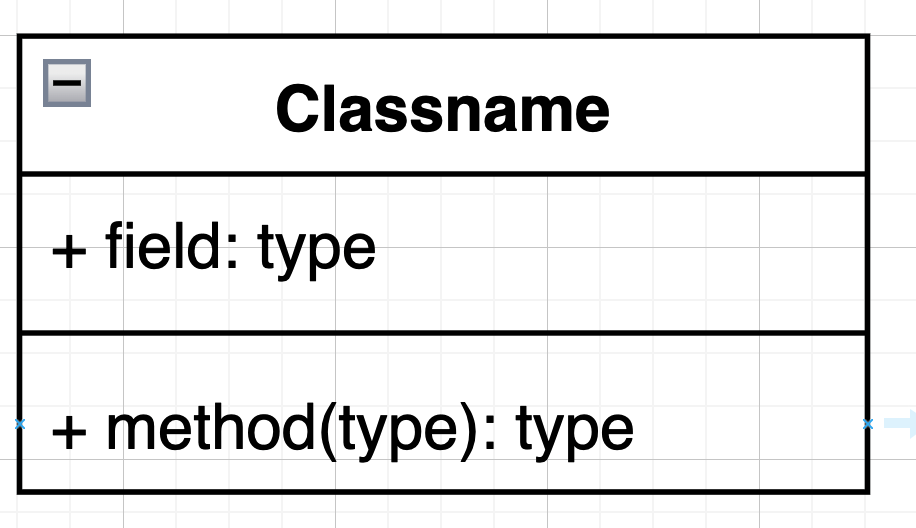 Classname
+ field: type
+ method(type): type